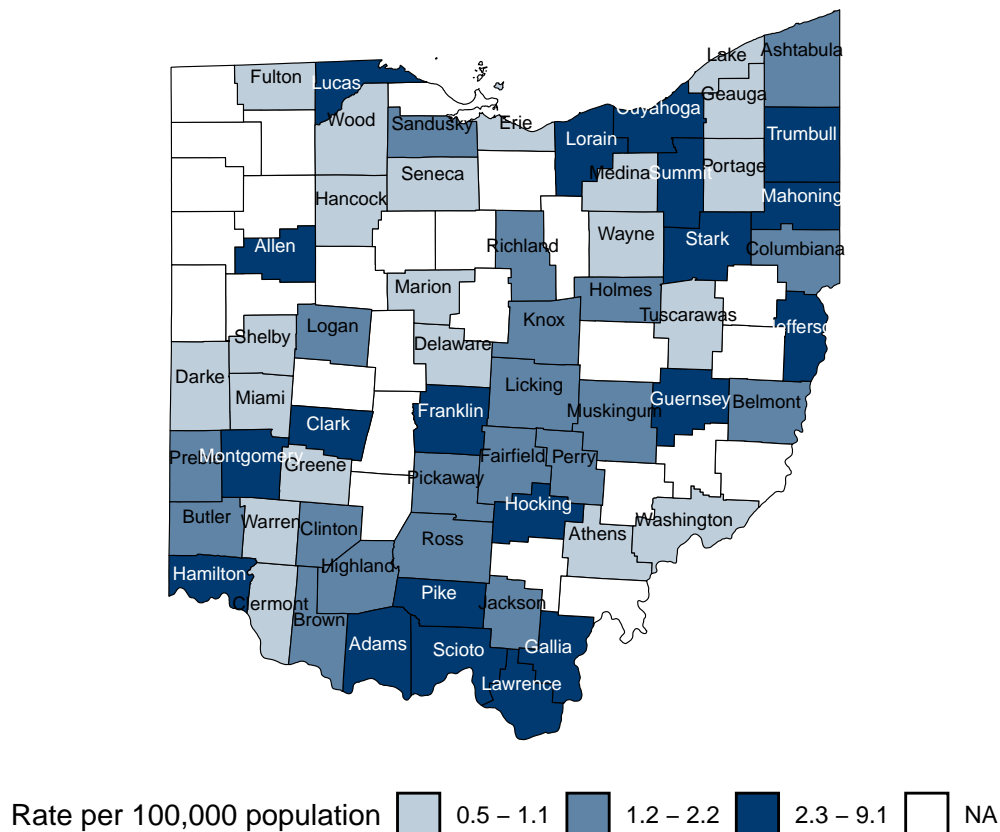 Ashtabula
Lake
Fulton
Lucas
Geauga
Cuyahoga
Wood
Sandusky
Erie
Lorain
Trumbull
Seneca
Medina
Summit
Portage
Hancock
Mahoning
Wayne
Stark
Allen
Richland
Columbiana
Marion
Holmes
Tuscarawas
Logan
Knox
Jefferso
Shelby
Delaware
Darke
Licking
Miami
Franklin
Muskingum
Guernsey
Belmont
Clark
Preble
Montgomery
Greene
Fairfield
Perry
Pickaway
Hocking
Butler
Warren
Clinton
Ross
Athens
Washington
Hamilton
Highland
Clermont
Brown
Pike
Jackson
Adams
Scioto
Gallia
Lawrence
Rate per 100,000 population 0.5 – 1.1 1.2 – 2.2 2.3 – 9.1 NA